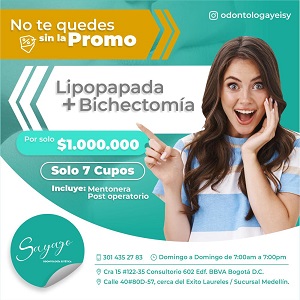 No te quedes
sin la Promo
odontologayeisy
Lipopapada
+ Bichectomía
Por solo
$1.000.000
Solo 7 Cupos
Incluye: Mentonera
Post operatorio
Sayago
301 435 27 83
Domingo a Domingo de 7:00am a 7:00pm
Cra 15 #122-35 Consultorio 602 Edf. BBVA Bogotá D.C.
Calle 40#80D-57, cerca del Exito Laureles / Sucursal Medellín.